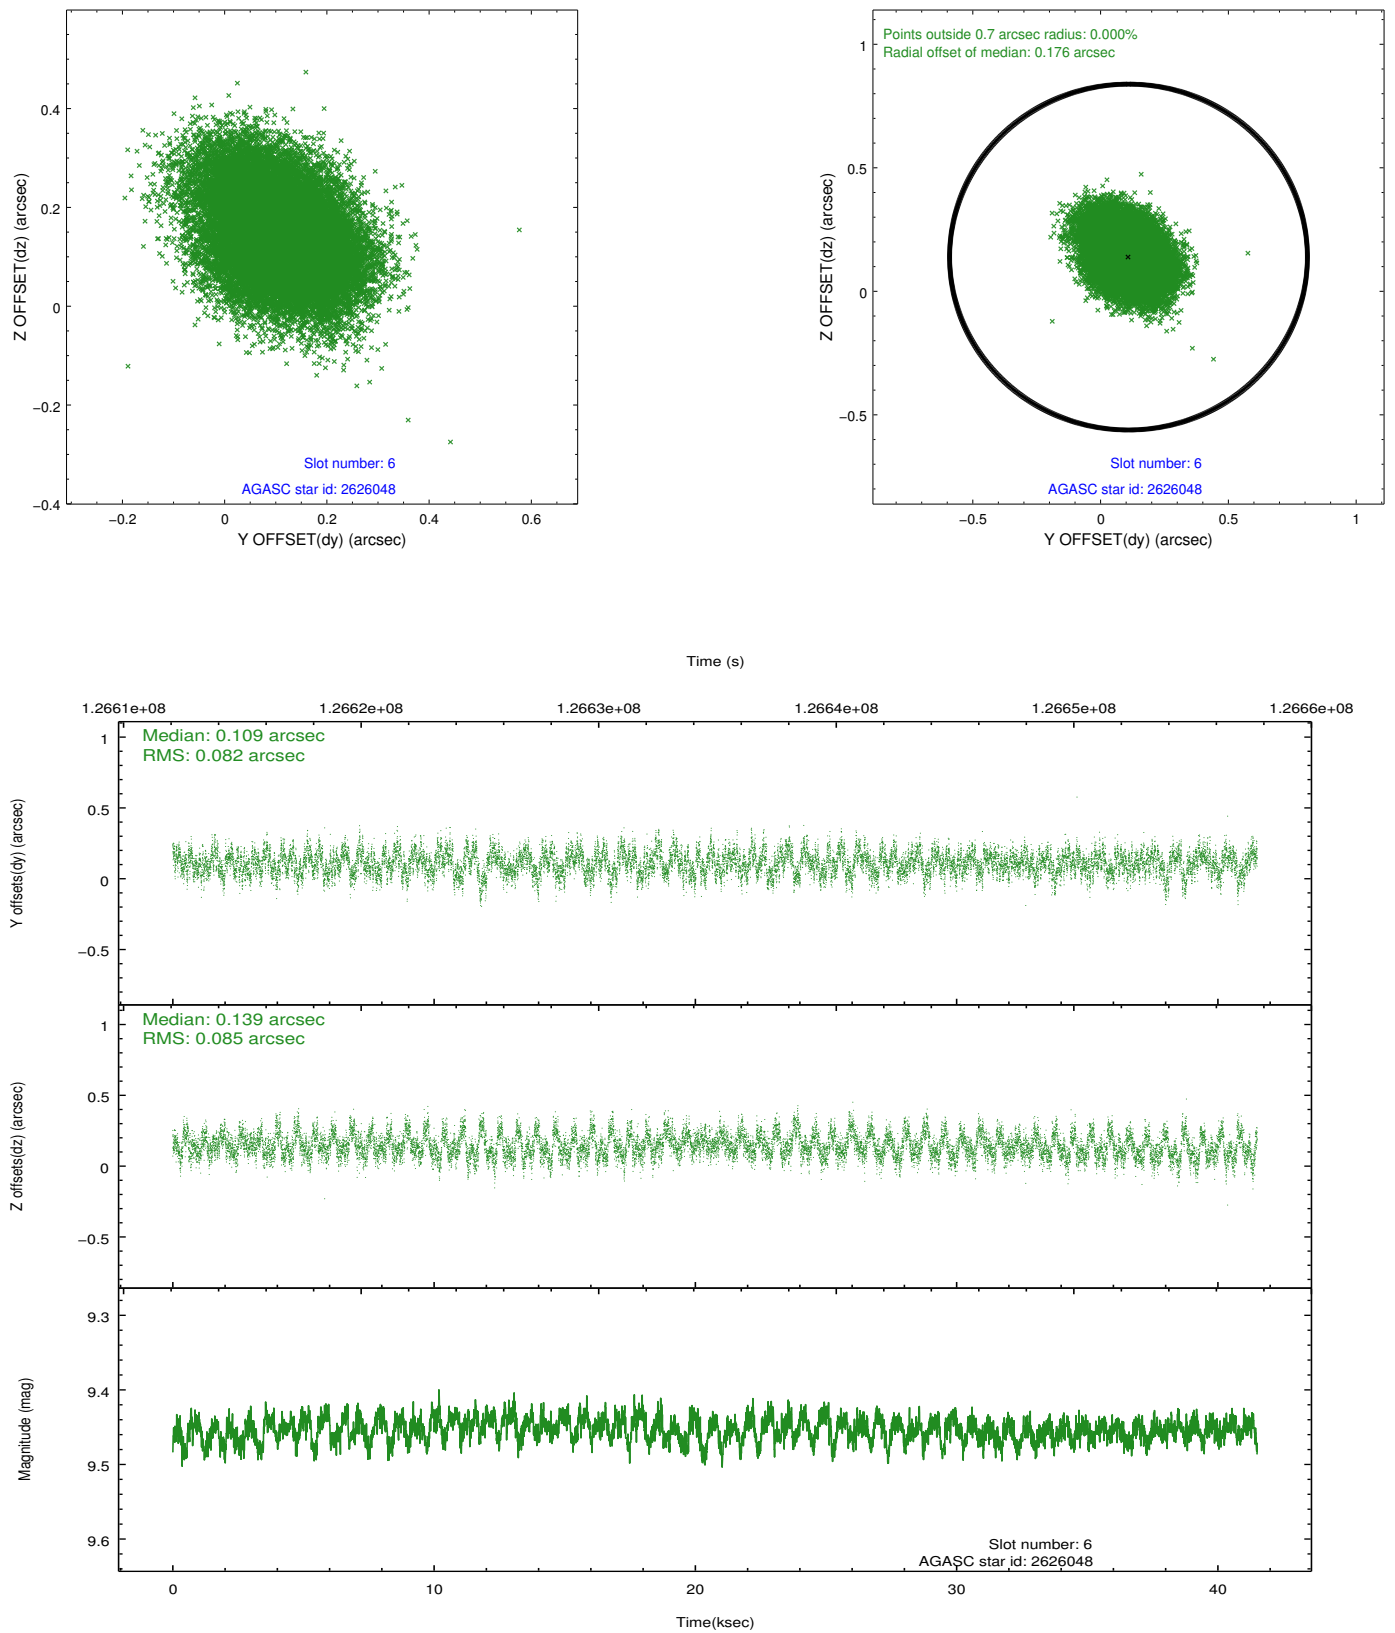 0.4
0.2
0
−0.2
−0.4
Z OFFSET(dz) (arcsec)
Slot number: 6
AGASC star id: 2626048
−0.2 0 0.2 0.4 0.6
Y OFFSET(dy) (arcsec)
Points outside 0.7 arcsec radius: 0.000%
Radial offset of median: 0.176 arcsec
1
0.5
0
−0.5
Z OFFSET(dz) (arcsec)
Slot number: 6
AGASC star id: 2626048
−0.5 0 0.5 1
Y OFFSET(dy) (arcsec)
Time (s)
1.2661e+08 1.2662e+08 1.2663e+08 1.2664e+08 1.2665e+08 1.2666e+08
Median: 0.109 arcsec
RMS: 0.082 arcsec
1
0.5
0
−0.5
Y offsets(dy) (arcsec)
Median: 0.139 arcsec
RMS: 0.085 arcsec
1
0.5
0
−0.5
Z offsets(dz) (arcsec)
9.3
9.4
9.5
9.6
Magnitude (mag)
Slot number: 6
AGASC star id: 2626048
0 10 20 30 40
Time(ksec)